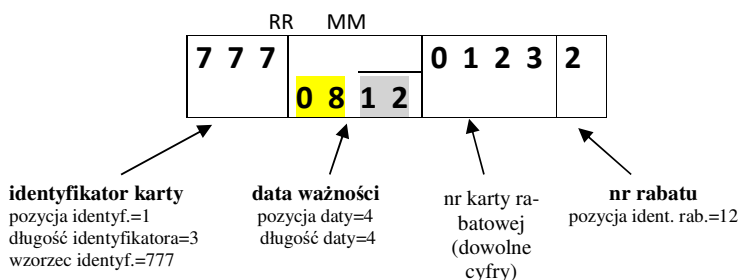 RR MM
7 7 7
0 1 2 3
2
0 8
1 2
identyfikator karty
pozycja identyf.=1
długość identyfikatora=3
wzorzec identyf.=777
data ważności
pozycja daty=4
długość daty=4
nr karty ra-
batowej
(dowolne
cyfry)
nr rabatu
pozycja ident. rab.=12